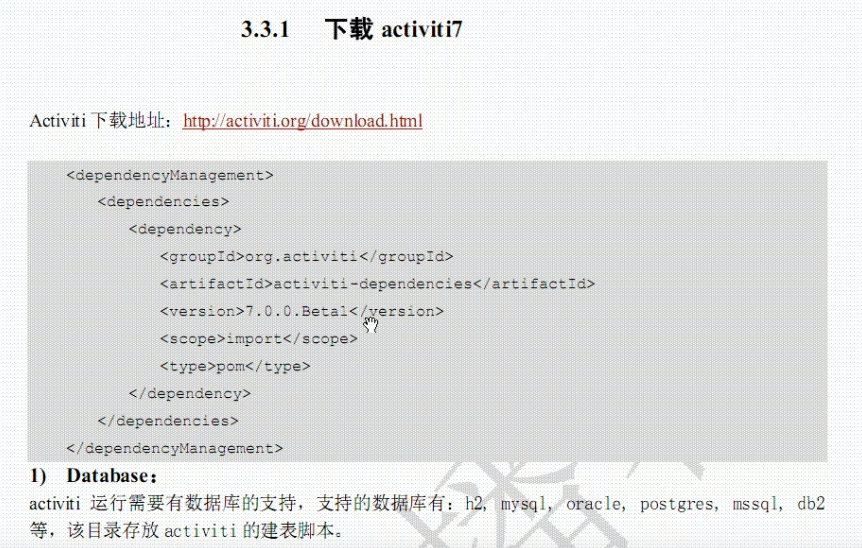 3.3.1 下载 activiti7
Activiti 下载地址：http://activiti.org/download.html
<dependencyManagement>
<dependencies>
<dependency>
<groupId>org.activiti</groupId>
<artifactId>activiti-dependencies</artifactId>
<version>7.0.0.Beta1</version>
<scope>import</scope>
<type>pom</type>
</dependency>
</dependencies>
</dependencyManagement>
1) Database：
activiti 运行需要有数据库的支持，支持的数据库有：h2, mysql, oracle, postgres, mssql, db2
等，该目录存放 activiti 的建表脚本。